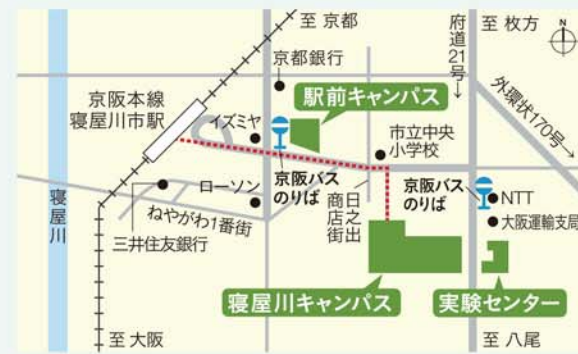 至 京都
府道21号→
至 枚方
N
京都銀行
外環状170号→
京阪本線
寝屋川市駅
駅前キャンパス
イズミヤ
市立中央
小学校
京阪バス
のりば
京阪バス
のりば
NTT
ローソン
日之出
商店街
大阪運輸支局
寝屋川
ねやがわ1番街
三井住友銀行
寝屋川キャンパス
実験センター
至 大阪
至 八尾